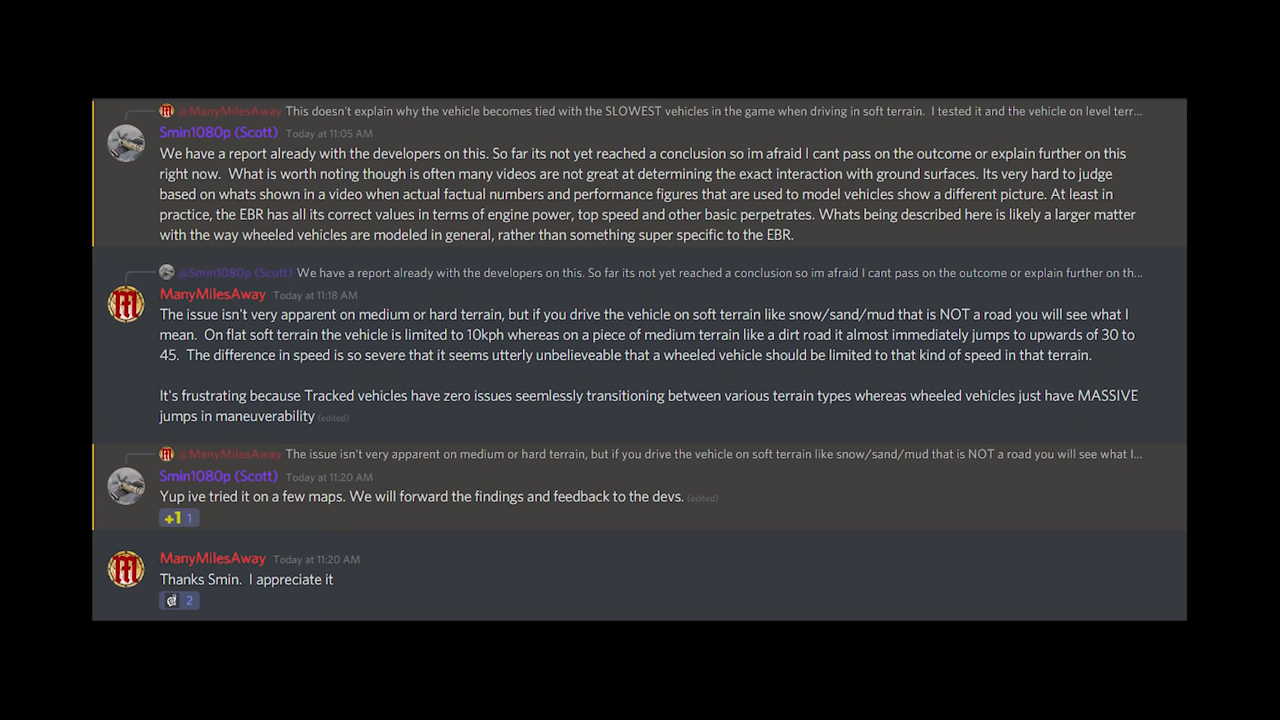 @ManyMilesAway This doesn't explain why the vehicle becomes tied with the SLOWEST vehicles in the game when driving in soft terrain. I tested it and the vehicle on level terr...
Smin1080p (Scott) Today at 11:05 AM
We have a report already with the developers on this. So far its not yet reached a conclusion so im afraid I cant pass on the outcome or explain further on this
right now. What is worth noting though is often many videos are not great at determining the exact interaction with ground surfaces. Its very hard to judge
based on whats shown in a video when actual factual numbers and performance figures that are used to model vehicles show a different picture. At least in
practice, the EBR has all its correct values in terms of engine power, top speed and other basic perpetrates. Whats being described here is likely a larger matter
with the way wheeled vehicles are modeled in general, rather than something super specific to the EBR.
@Smin1080p (Scott) We have a report already with the developers on this. So far its not yet reached a conclusion so im afraid I cant pass on the outcome or explain further on th...
ManyMilesAway Today at 11:18 AM
The issue isn't very apparent on medium or hard terrain, but if you drive the vehicle on soft terrain like snow/sand/mud that is NOT a road you will see what I
mean. On flat soft terrain the vehicle is limited to 10kph whereas on a piece of medium terrain like a dirt road it almost immediately jumps to upwards of 30 to
45. The difference in speed is so severe that it seems utterly unbelieveable that a wheeled vehicle should be limited to that kind of speed in that terrain.
It's frustrating because Tracked vehicles have zero issues seemlessly transitioning between various terrain types whereas wheeled vehicles just have MASSIVE
jumps in maneuverability (edited)
@ManyMilesAway The issue isn't very apparent on medium or hard terrain, but if you drive the vehicle on soft terrain like snow/sand/mud that is NOT a road you will see what I...
Smin1080p (Scott) Today at 11:20 AM
Yup ive tried it on a few maps. We will forward the findings and feedback to the devs. (edited)
+1 1
ManyMilesAway Today at 11:20 AM
Thanks Smin. I appreciate it
2